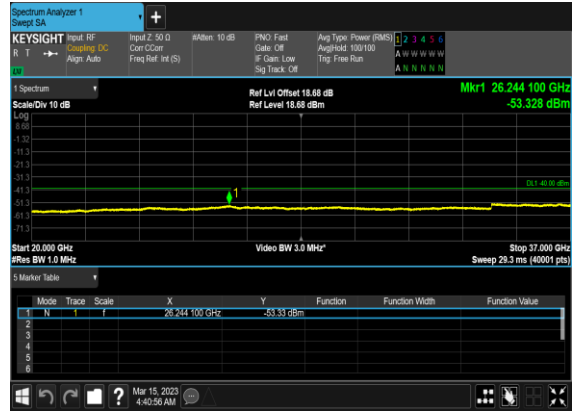 Spectrum Analyzer 1
Swept SA
+
KEYSIGHT Input: RF Input Z: 50 Ω #Atten: 10 dB PNO: Fast Avg Type: Power (RMS) 1 2 3 4 5 6
R T Coupling: DC Corr CCorr Gate: Off Avg|Hold: 100/100 A W W W W W
Align: Auto Freq Ref: Int (S) IF Gain: Low Trig: Free Run
Sig Track: Off A N N N N N
1 Spectrum Ref Lvl Offset 18.68 dB Mkr1 26.244 100 GHz
Scale/Div 10 dB Ref Level 18.68 dBm -53.328 dBm
Log
8.68
-1.32
-11.3
-21.3
-31.3
DL1 -40.00 dBm
-41.3
1
-51.3
-61.3
-71.3
Start 20.000 GHz Video BW 3.0 MHz* Stop 37.000 GHz
#Res BW 1.0 MHz Sweep 29.3 ms (40001 pts)
5 Marker Table
Mode Trace Scale X Y Function Function Width Function Value
1 N 1 f 26.244 100 GHz -53.33 dBm
2
3
4
5
6
? Mar 15, 2023
4:40:56 AM